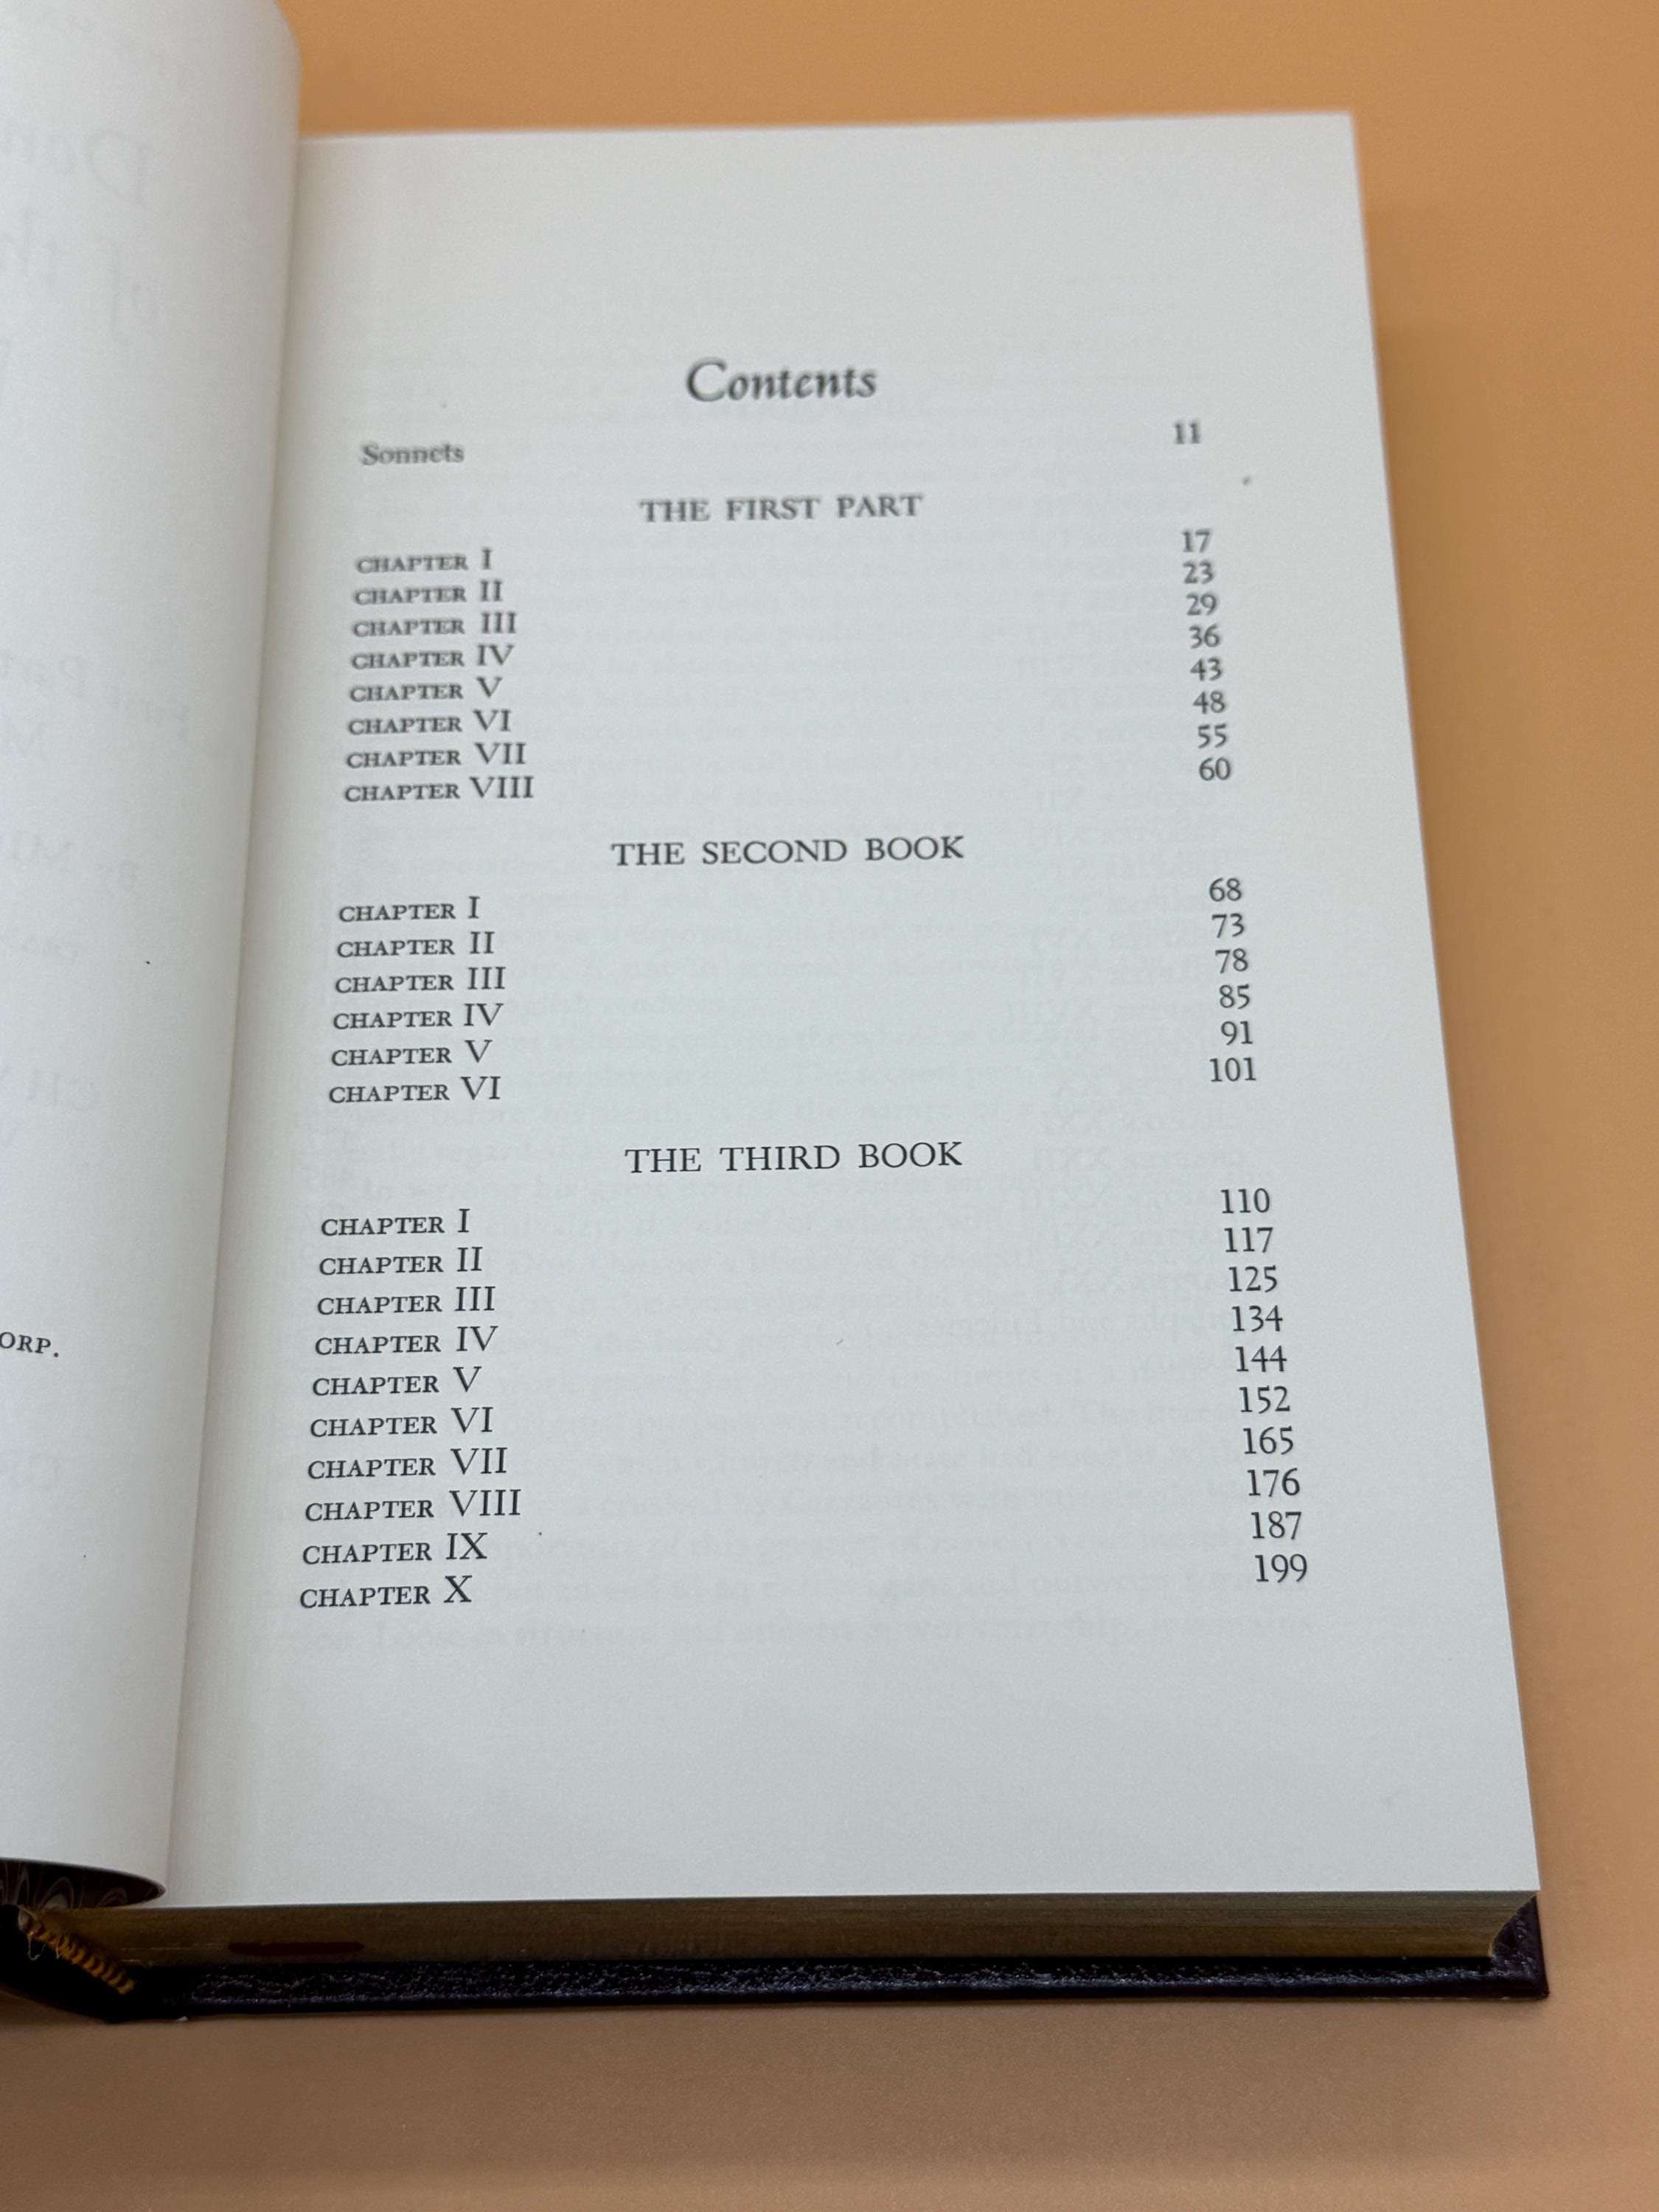 ORP.
Contents
Sonnets 11
THE FIRST PART
CHAPTER I 17
CHAPTER II 23
CHAPTER III 29
CHAPTER IV 36
CHAPTER V 43
CHAPTER VI 48
CHAPTER VII 55
CHAPTER VIII 60
THE SECOND BOOK
CHAPTER I 68
CHAPTER II 73
CHAPTER III 78
CHAPTER IV 85
CHAPTER V 91
CHAPTER VI 101
THE THIRD BOOK
CHAPTER I 110
CHAPTER II 117
CHAPTER III 125
CHAPTER IV 134
CHAPTER V 144
CHAPTER VI 152
CHAPTER VII 165
CHAPTER VIII 176
CHAPTER IX 187
CHAPTER X 199